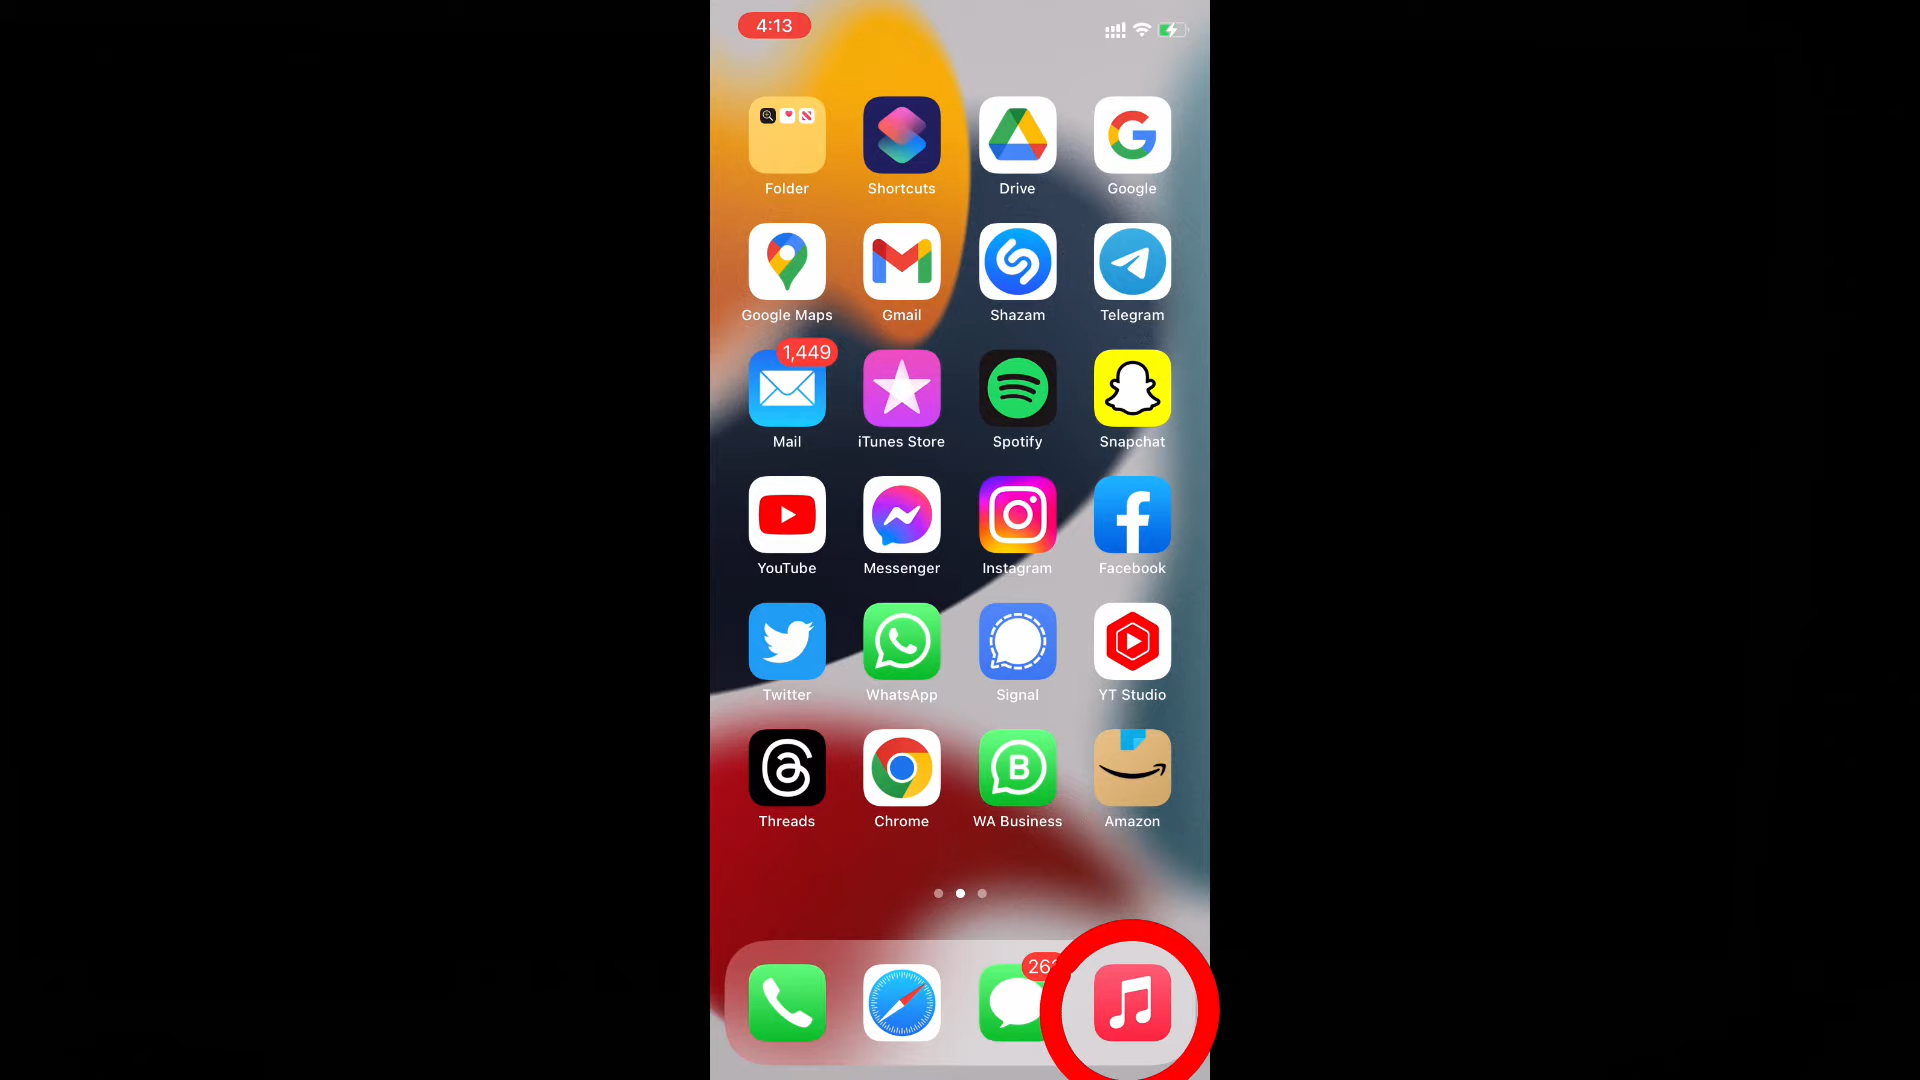 4:13
Folder Shortcuts Drive Google
Google Maps Gmail Shazam Telegram
1,449
Mail iTunes Store Spotify Snapchat
YouTube Messenger Instagram Facebook
Twitter WhatsApp Signal YT Studio
B
Threads Chrome WA Business Amazon